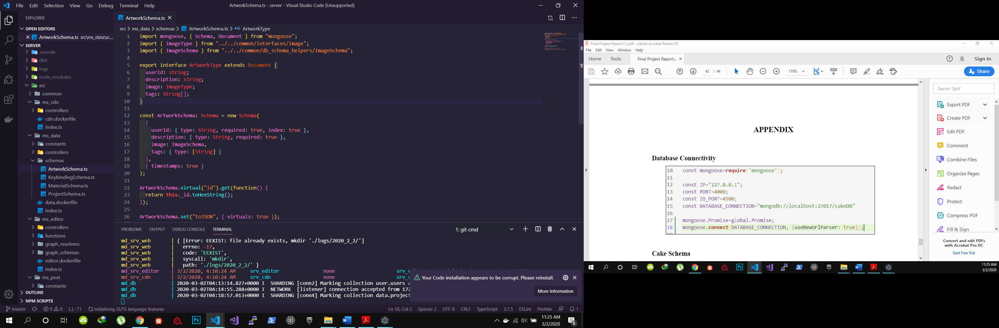 File Edit Selection View Go Debug Terminal Help
ArtworkSchema.ts - server - Visual Studio Code [Unsupported]
EXPLORER
OPEN EDITORS
ArtworkSchema.ts src\ms_data\sc...
SERVER
.vscode
dist
logs
node_modules
src
common
ms_cdn
controllers
cdn.dockerfile
index.ts
ms_data
constants
controllers
schemas
ArtworkSchema.ts
KeybindingSchema.ts
MaterialSchema.ts
ProjectSchema.ts
data.dockerfile
index.ts
ms_editor
controllers
functions
graph_resolvers
graph_schemas
editor.dockerfile
index.ts
ms_post
constants
OUTLINE
NPM SCRIPTS
ArtworkSchema.ts
src > ms_data > schemas > ArtworkSchema.ts > ArtworkType
1 import mongoose, { Schema, Document } from "mongoose";
2 import { ImageType } from "../../common/interfaces/Image";
3 import { ImageSchema } from "../../common/db_schema_helpers/ImageSchema";
4
5 export interface ArtworkType extends Document {
6 userId: string;
7 description: string;
8 image: ImageType;
9 tags: String[];
10 }
11
12 const ArtworkSchema: Schema = new Schema(
13 {
14 userId: { type: String, required: true, index: true },
15 description: { type: String, required: true },
16 image: ImageSchema,
17 tags: { type: [String] }
18 },
19 { timestamps: true }
20 );
21
22 ArtworkSchema.virtual("id").get(function() {
23 return this._id.toHexString();
24 });
25
26 ArtworkSchema.set("toJSON", { virtuals: true });
PROBLEMS OUTPUT DEBUG CONSOLE TERMINAL
1: git-cmd
md_srv_web | { [Error: EEXIST: file already exists, mkdir './logs/2020_2_2/']
md_srv_web | errno: -17,
md_srv_web | code: 'EEXIST',
md_srv_web | syscall: 'mkdir',
md_srv_web | path: './logs/2020_2_2/' }
md_srv_editor | 3/2/2020, 4:10:24 AM srv_editor none
md_srv_cdn | 3/2/2020, 4:10:24 AM srv_cdn none
md_db | 2020-03-02T04:13:14.827+0000 I SHARDING [conn2] Marking collection user.users a
md_db | 2020-03-02T04:14:55.288+0000 I NETWORK [listener] connection accepted from 172
md_db | 2020-03-02T04:18:57.013+0000 I SHARDING [conn4] Marking collection data.project
Your Code installation appears to be corrupt. Please reinstall.
More Information
master 0 0 {..} : 71 Initializing JS/TS language features
Ln 10, Col 2 Spaces: 2 UTF-8 CRLF TypeScript 3.7.5 ESLint Prettier 1
Ps
EPIC GAMES
11:25 AM
3/2/2020
6
Final Project Report (1).pdf - Adobe Acrobat Reader DC
File Edit View Window Help
Home Tools Final Project Report... Sign In
42 / 44 119% Share
APPENDIX
Database Connectivity
10 const mongoose=require('mongoose');
11
12 const IP="127.0.0.1";
13 const PORT=4000;
14 const IO_PORT=4500;
15 const DATABASE_CONNECTION="mongodb://localhost:27017/cakeDB"
16
17 mongoose.Promise=global.Promise;
18 mongoose.connect(DATABASE_CONNECTION, {useNewUrlParser: true});
Cake Schema
Search 'Split'
Export PDF
Create PDF
Edit PDF
Comment
Combine Files
Organize Pages
Redact
Protect
Compress PDF
Fill & Sign
Convert and edit PDFs
with Acrobat Pro DC
Start Free Trial
Ps
11:25 AM
3/2/2020